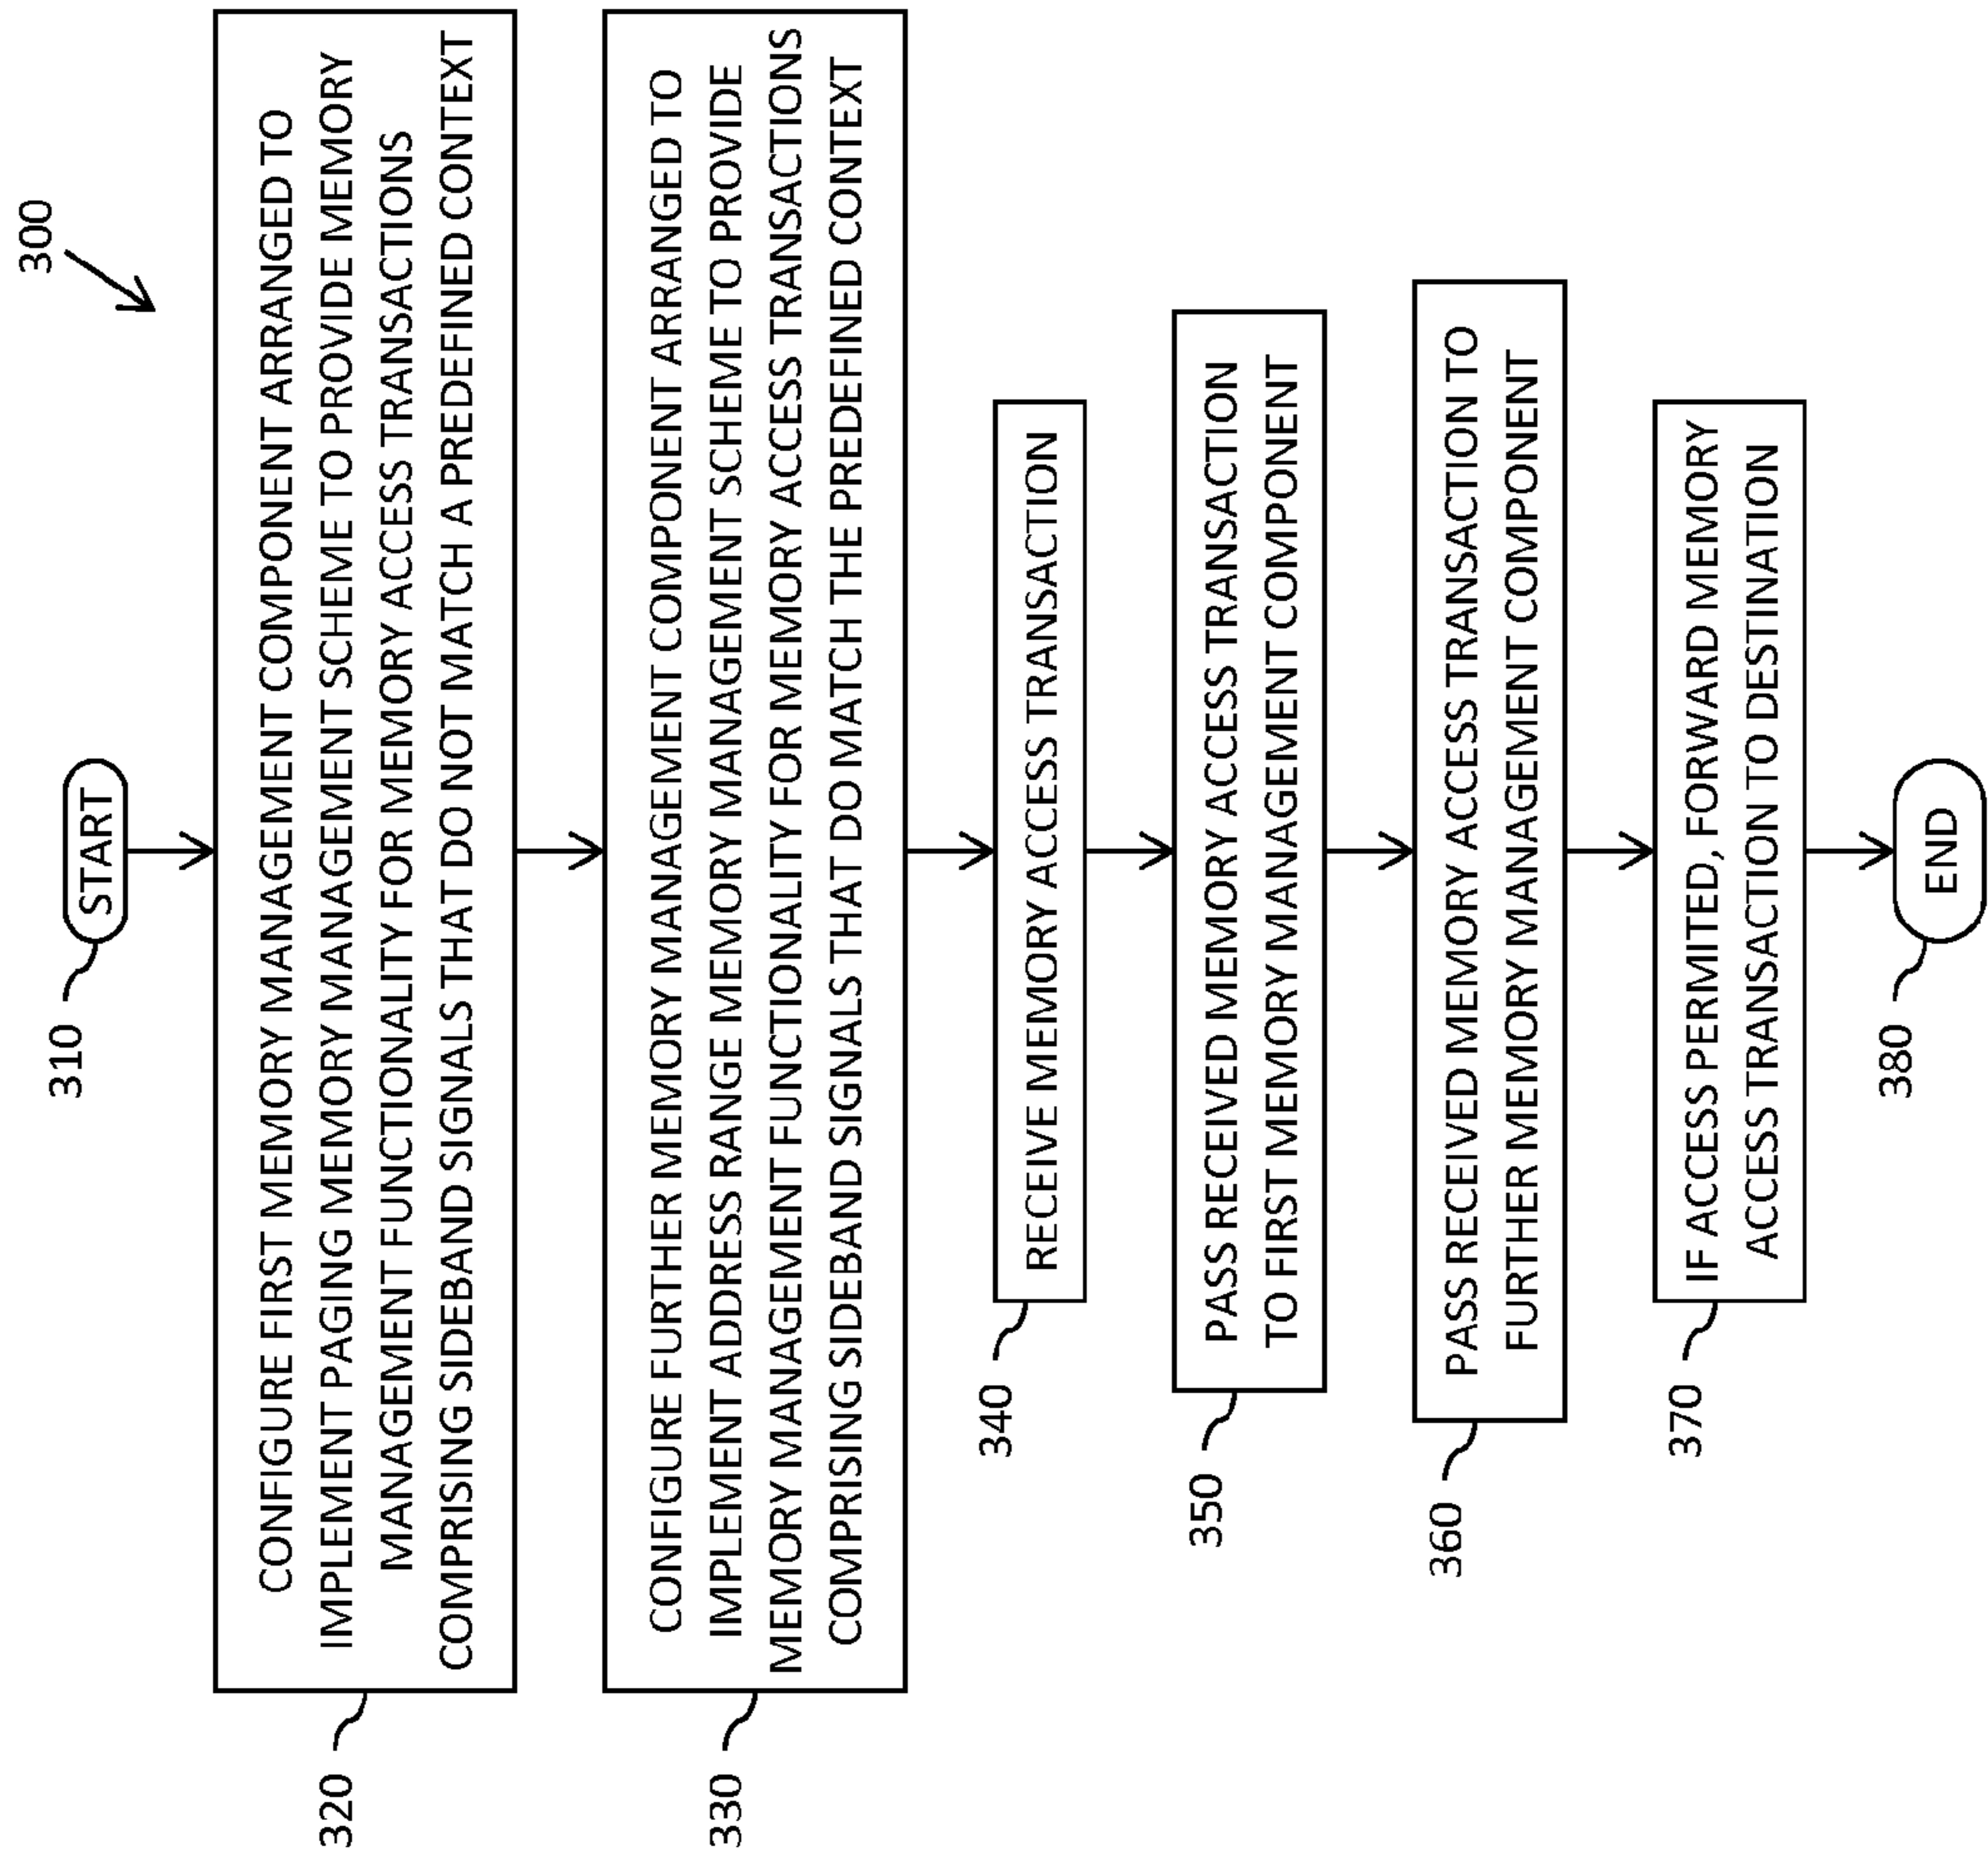 300
310
START
320
CONFIGURE FIRST MEMORY MANAGEMENT COMPONENT ARRANGED TO
IMPLEMENT PAGING MEMORY MANAGEMENT SCHEME TO PROVIDE MEMORY
MANAGEMENT FUNCTIONALITY FOR MEMORY ACCESS TRANSACTIONS
COMPRISING SIDEBAND SIGNALS THAT DO NOT MATCH A PREDEFINED CONTEXT
330
CONFIGURE FURTHER MEMORY MANAGEMENT COMPONENT ARRANGED TO
IMPLEMENT ADDRESS RANGE MEMORY MANAGEMENT SCHEME TO PROVIDE
MEMORY MANAGEMENT FUNCTIONALITY FOR MEMORY ACCESS TRANSACTIONS
COMPRISING SIDEBAND SIGNALS THAT DO MATCH THE PREDEFINED CONTEXT
340
RECEIVE MEMORY ACCESS TRANSACTION
350
PASS RECEIVED MEMORY ACCESS TRANSACTION
TO FIRST MEMORY MANAGEMENT COMPONENT
360
PASS RECEIVED MEMORY ACCESS TRANSACTION TO
FURTHER MEMORY MANAGEMENT COMPONENT
370
IF ACCESS PERMITED, FORWARD MEMORY
ACCESS TRANSACTION TO DESTINATION
380
END